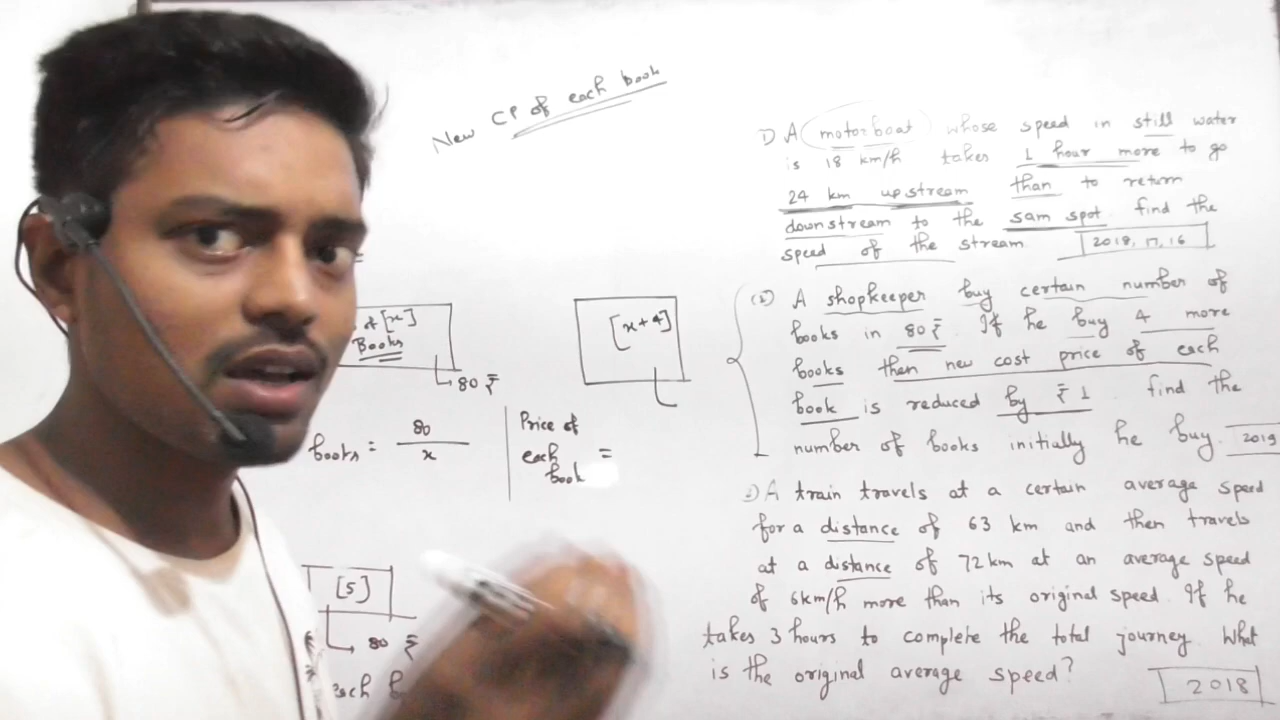 New CP of each book
of [x]
Books
80 ₹
[x+4]
books = 80/x
Price of
each =
book
[5]
80 ₹
1) A motorboat whose speed in still water
is 18 km/h takes 1 hour more to go
24 km upstream than to return
downstream to the sam spot find the
speed of the stream 2018, 17, 16
(2) A shopkeeper buy certain number of
books in 80 ₹. If he buy 4 more
books then new cost price of each
book is reduced by ₹ 1 find the
number of books initially he buy. 2019
A train travels at a certain average speed
for a distance of 63 km and then travels
at a distance of 72 km at an average speed
of 6km/h more than its original speed. If he
takes 3 hours to complete the total journey. What
is the original average speed?
2018